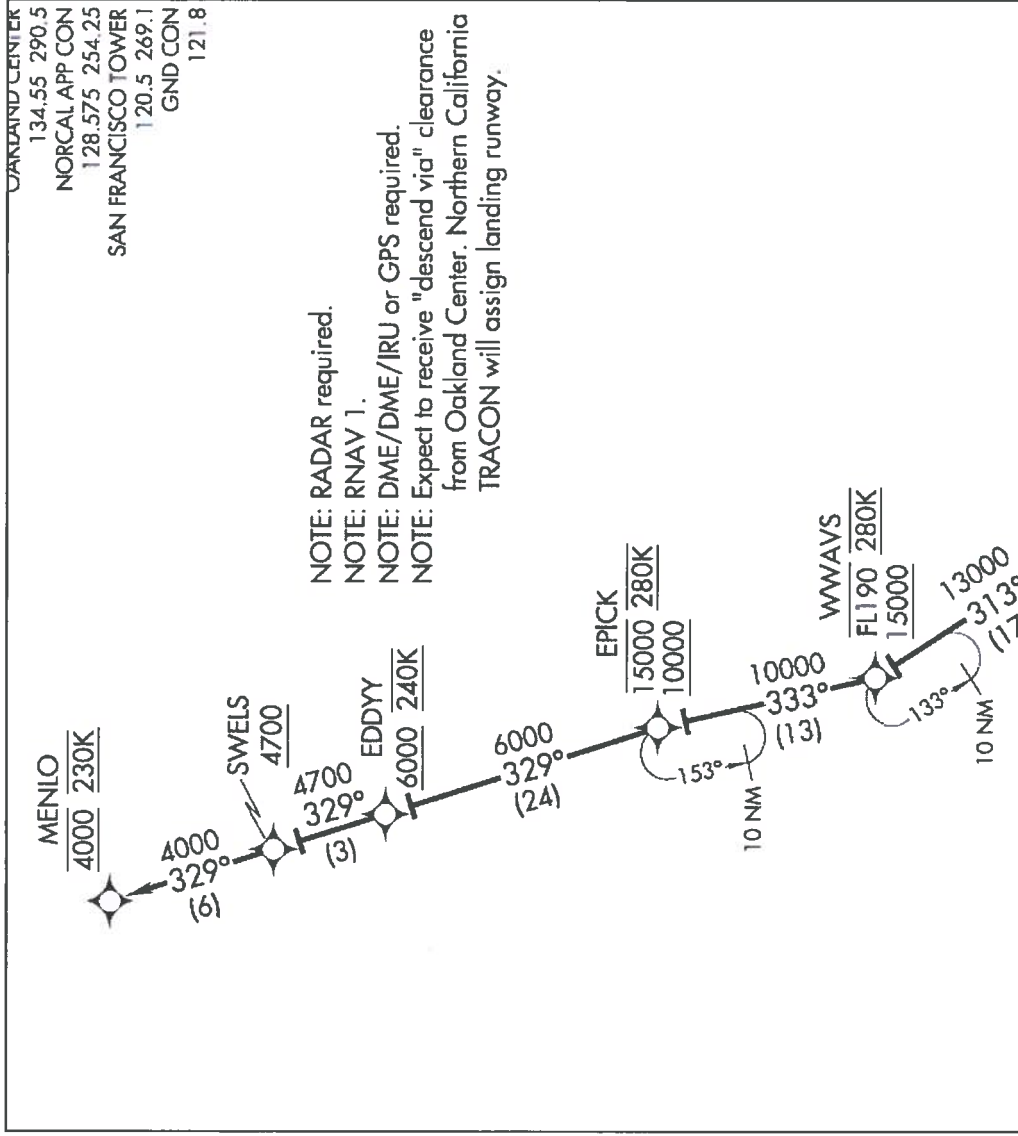 OAKLAND CENTER
134.55 290.5
NORCAL APP CON
128.575 254.25
SAN FRANCISCO TOWER
120.5 269.1
GND CON
121.8
NOTE: RADAR required.
NOTE: RNAV 1.
NOTE: DME/DME/IRU or GPS required.
NOTE: Expect to receive "descend via" clearance
from Oakland Center. Northern California
TRACON will assign landing runway.
MENLO
4000 230K
4000
329°
(6)
SWELS
4700
4700
329°
(3)
EDDYY
6000 240K
6000
329°
(24)
EPICK
15000 280K
10000
153°
10 NM
10000
333°
(13)
WWAVS
FL190 280K
15000
133°
10 NM
13000
313°
(17